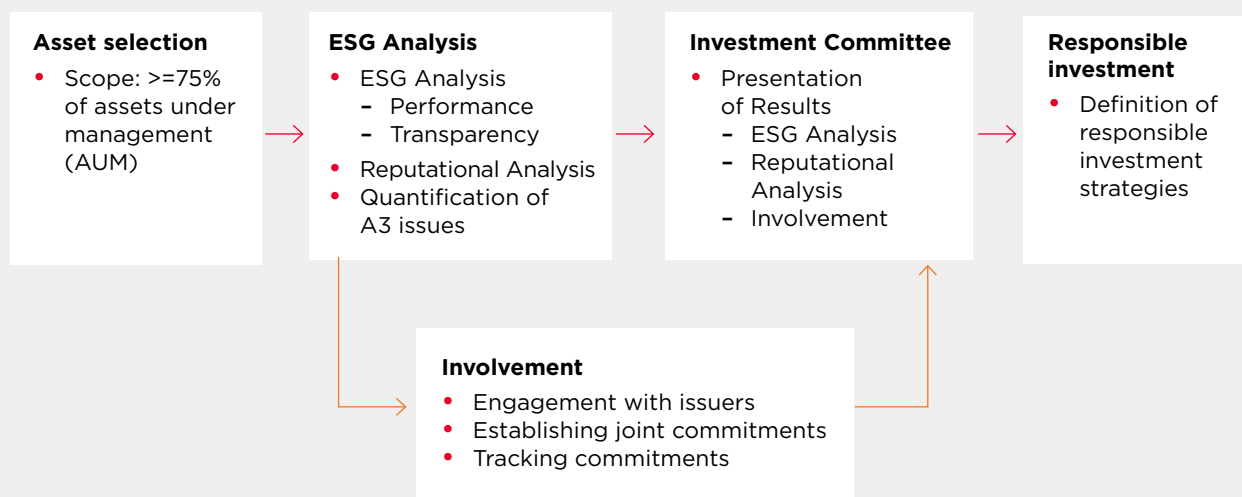 Asset selection
• Scope: >=75%
of assets under
management
(AUM)
ESG Analysis
• ESG Analysis
– Performance
– Transparency
• Reputational Analysis
• Quantification of
A3 issues
Investment Committee
• Presentation
of Results
– ESG Analysis
– Reputational
Analysis
– Involvement
Responsible
investment
• Definition of
responsible
investment
strategies
Involvement
• Engagement with issuers
• Establishing joint commitments
• Tracking commitments